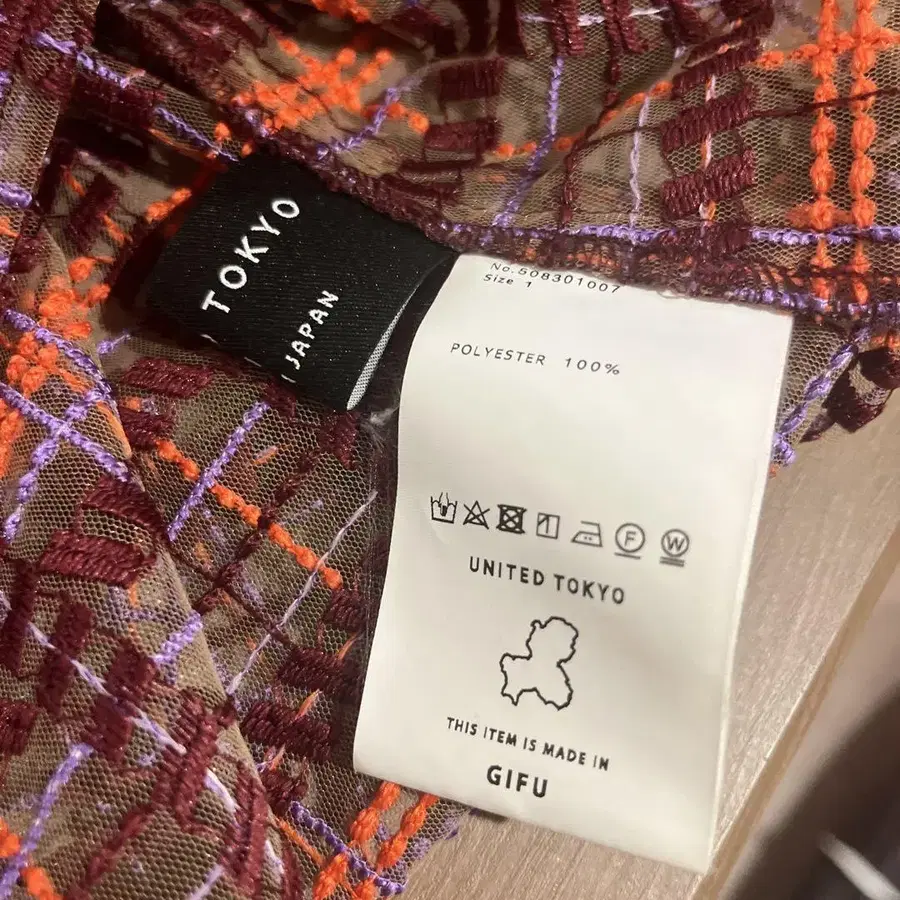 TOKYO
JAPAN
No.508301007
Size 1
POLYESTER 100%
F W
UNITED TOKYO
THIS ITEM IS MADE IN
GIFU